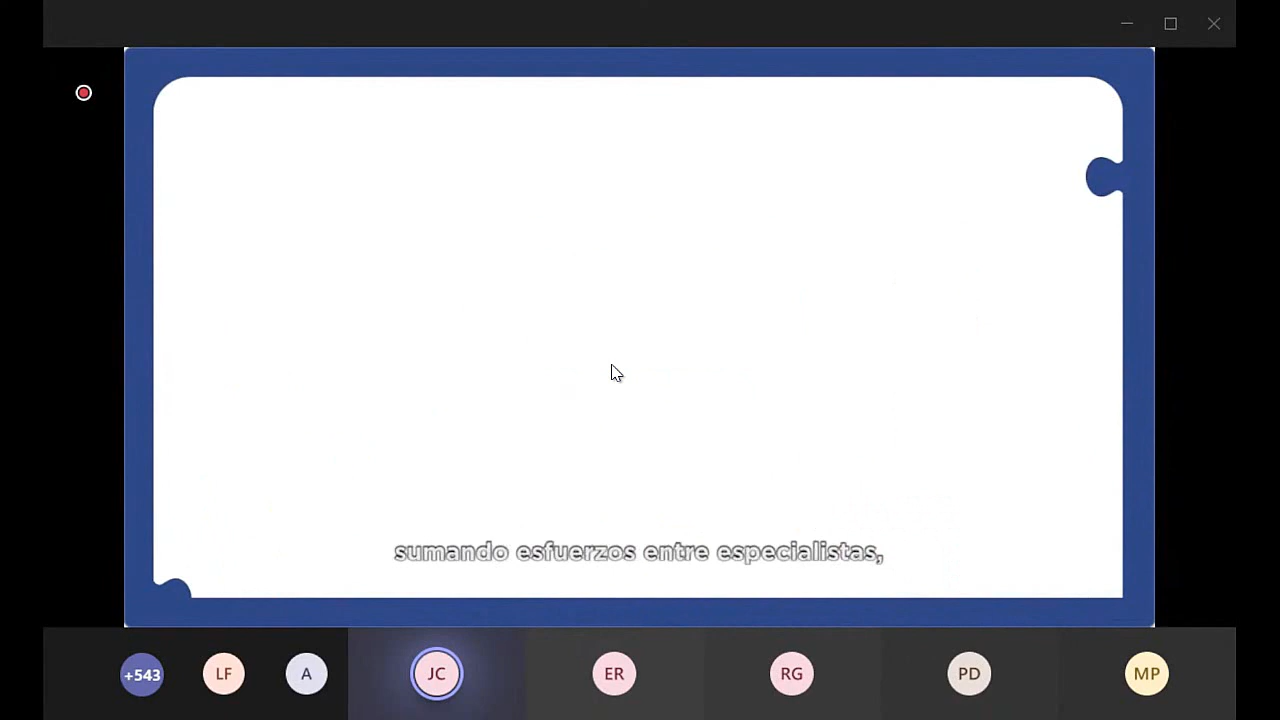 sumando esfuerzos entre especialistas,
+543 LF A JC ER RG PD MP